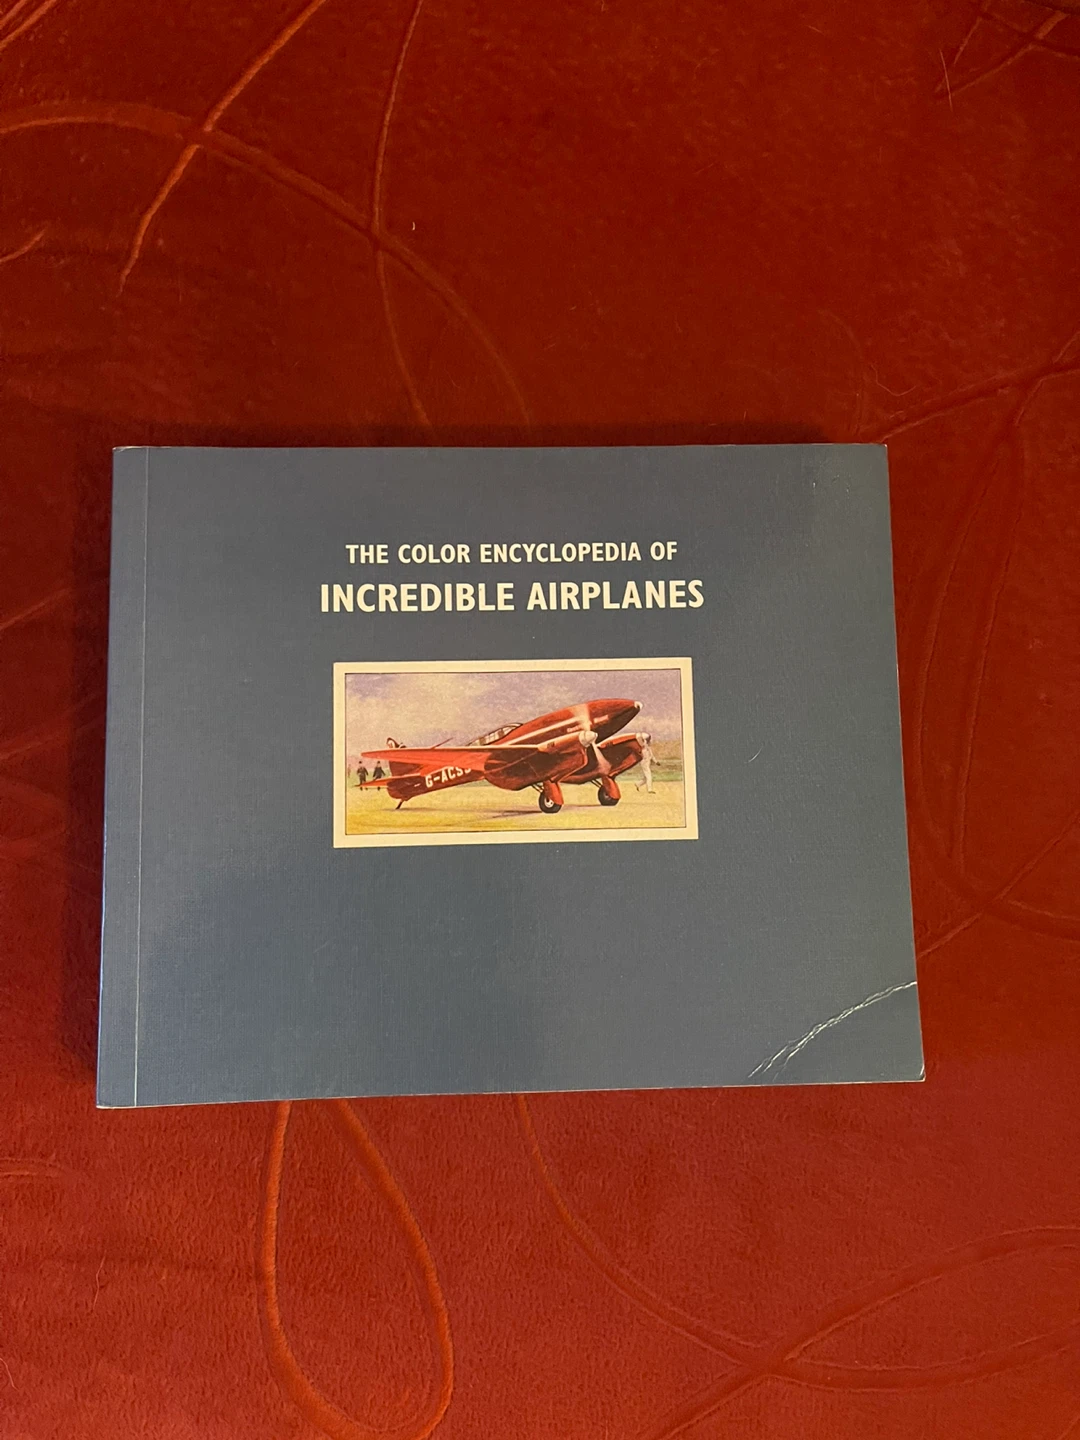 THE COLOR ENCYCLOPEDIA OF
INCREDIBLE AIRPLANES